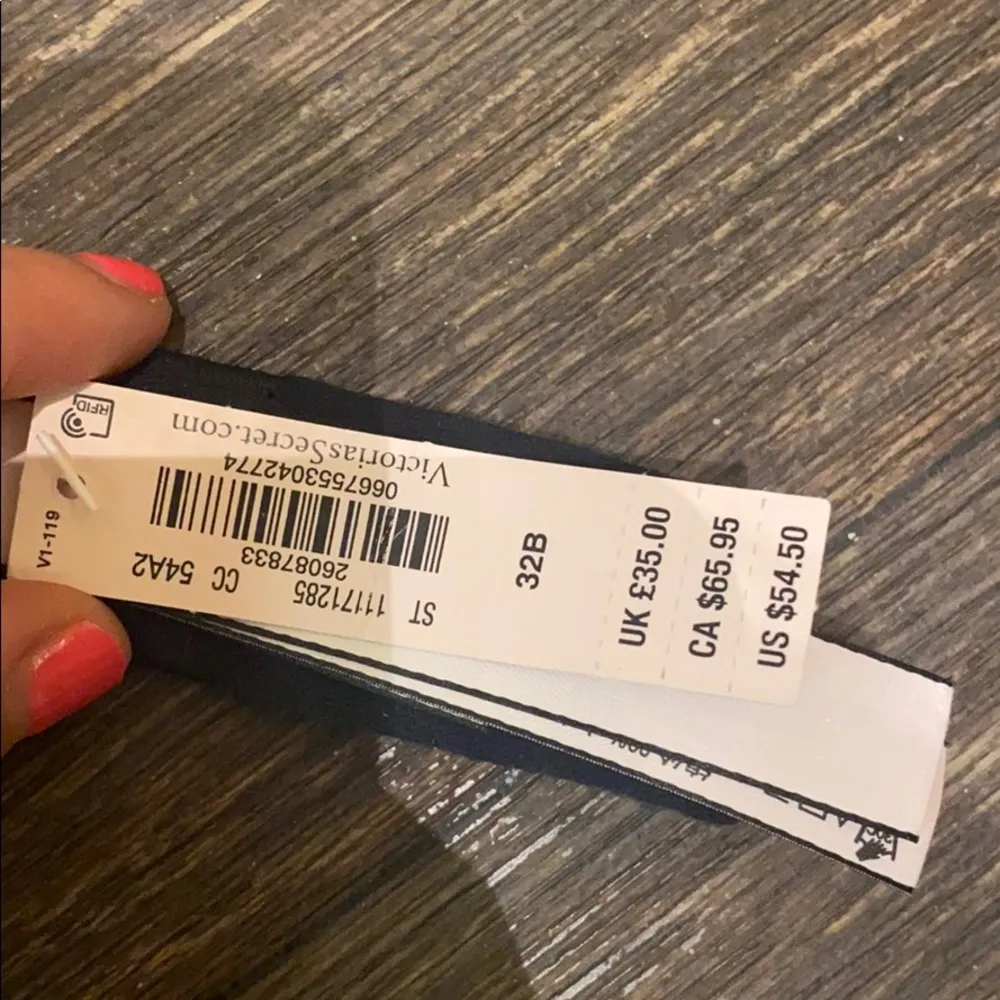 RFID
V1-119
VictoriasSecret.com
0667553042774
26087833
ST 11171285 CC 54A2
32B
UK £35.00
CA $65.95
US $54.50